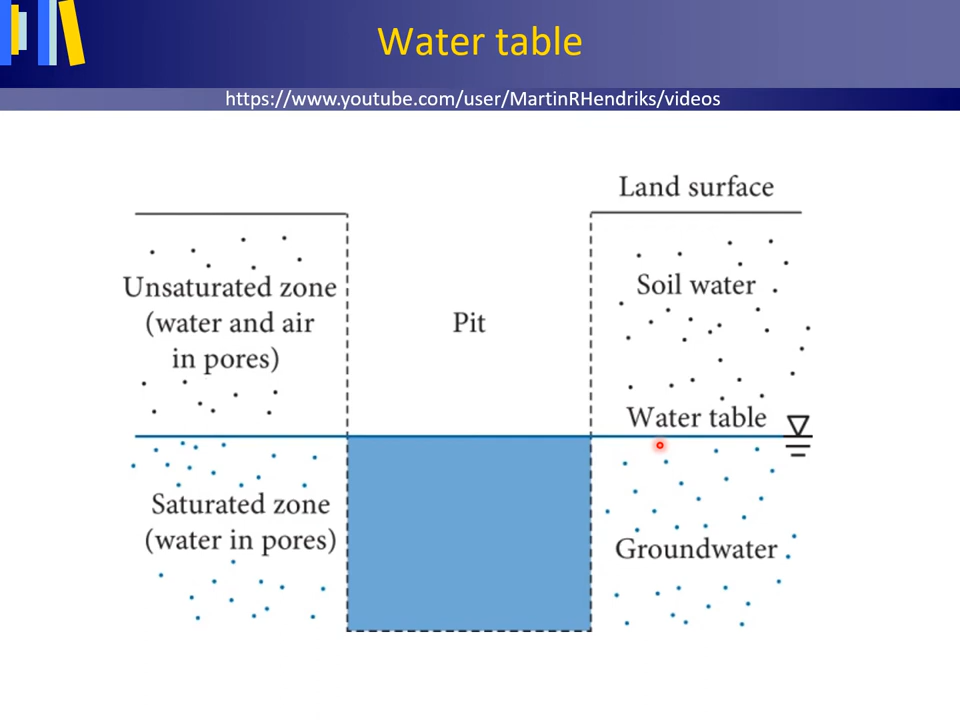 Water table
https://www.youtube.com/user/MartinRHendriks/videos
Land surface
Unsaturated zone
(water and air
in pores)
Pit
Soil water
Water table
Saturated zone
(water in pores)
Groundwater